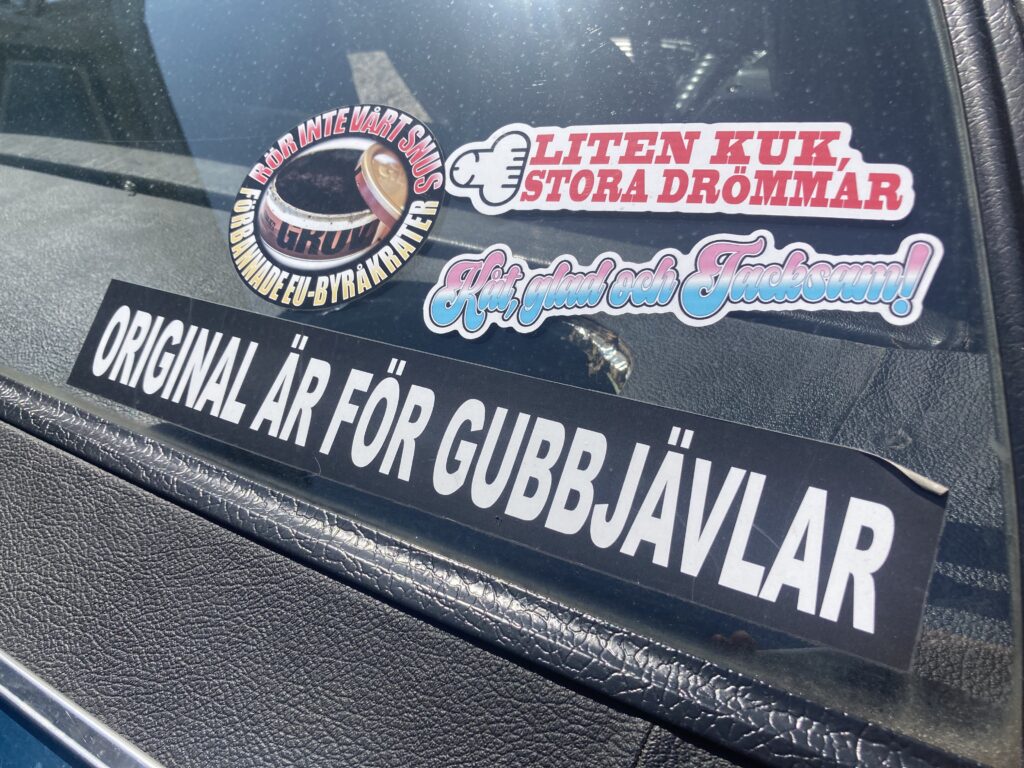 RÖR INTE VÅRT SNUS
GROV
FÖRBANNADE EU-BYRÅKRATER
LITEN KUK,
STORA DRÖMMAR
Kåt, glad och Tacksam!
ORIGINAL ÄR FÖR GUBBJÄVLAR